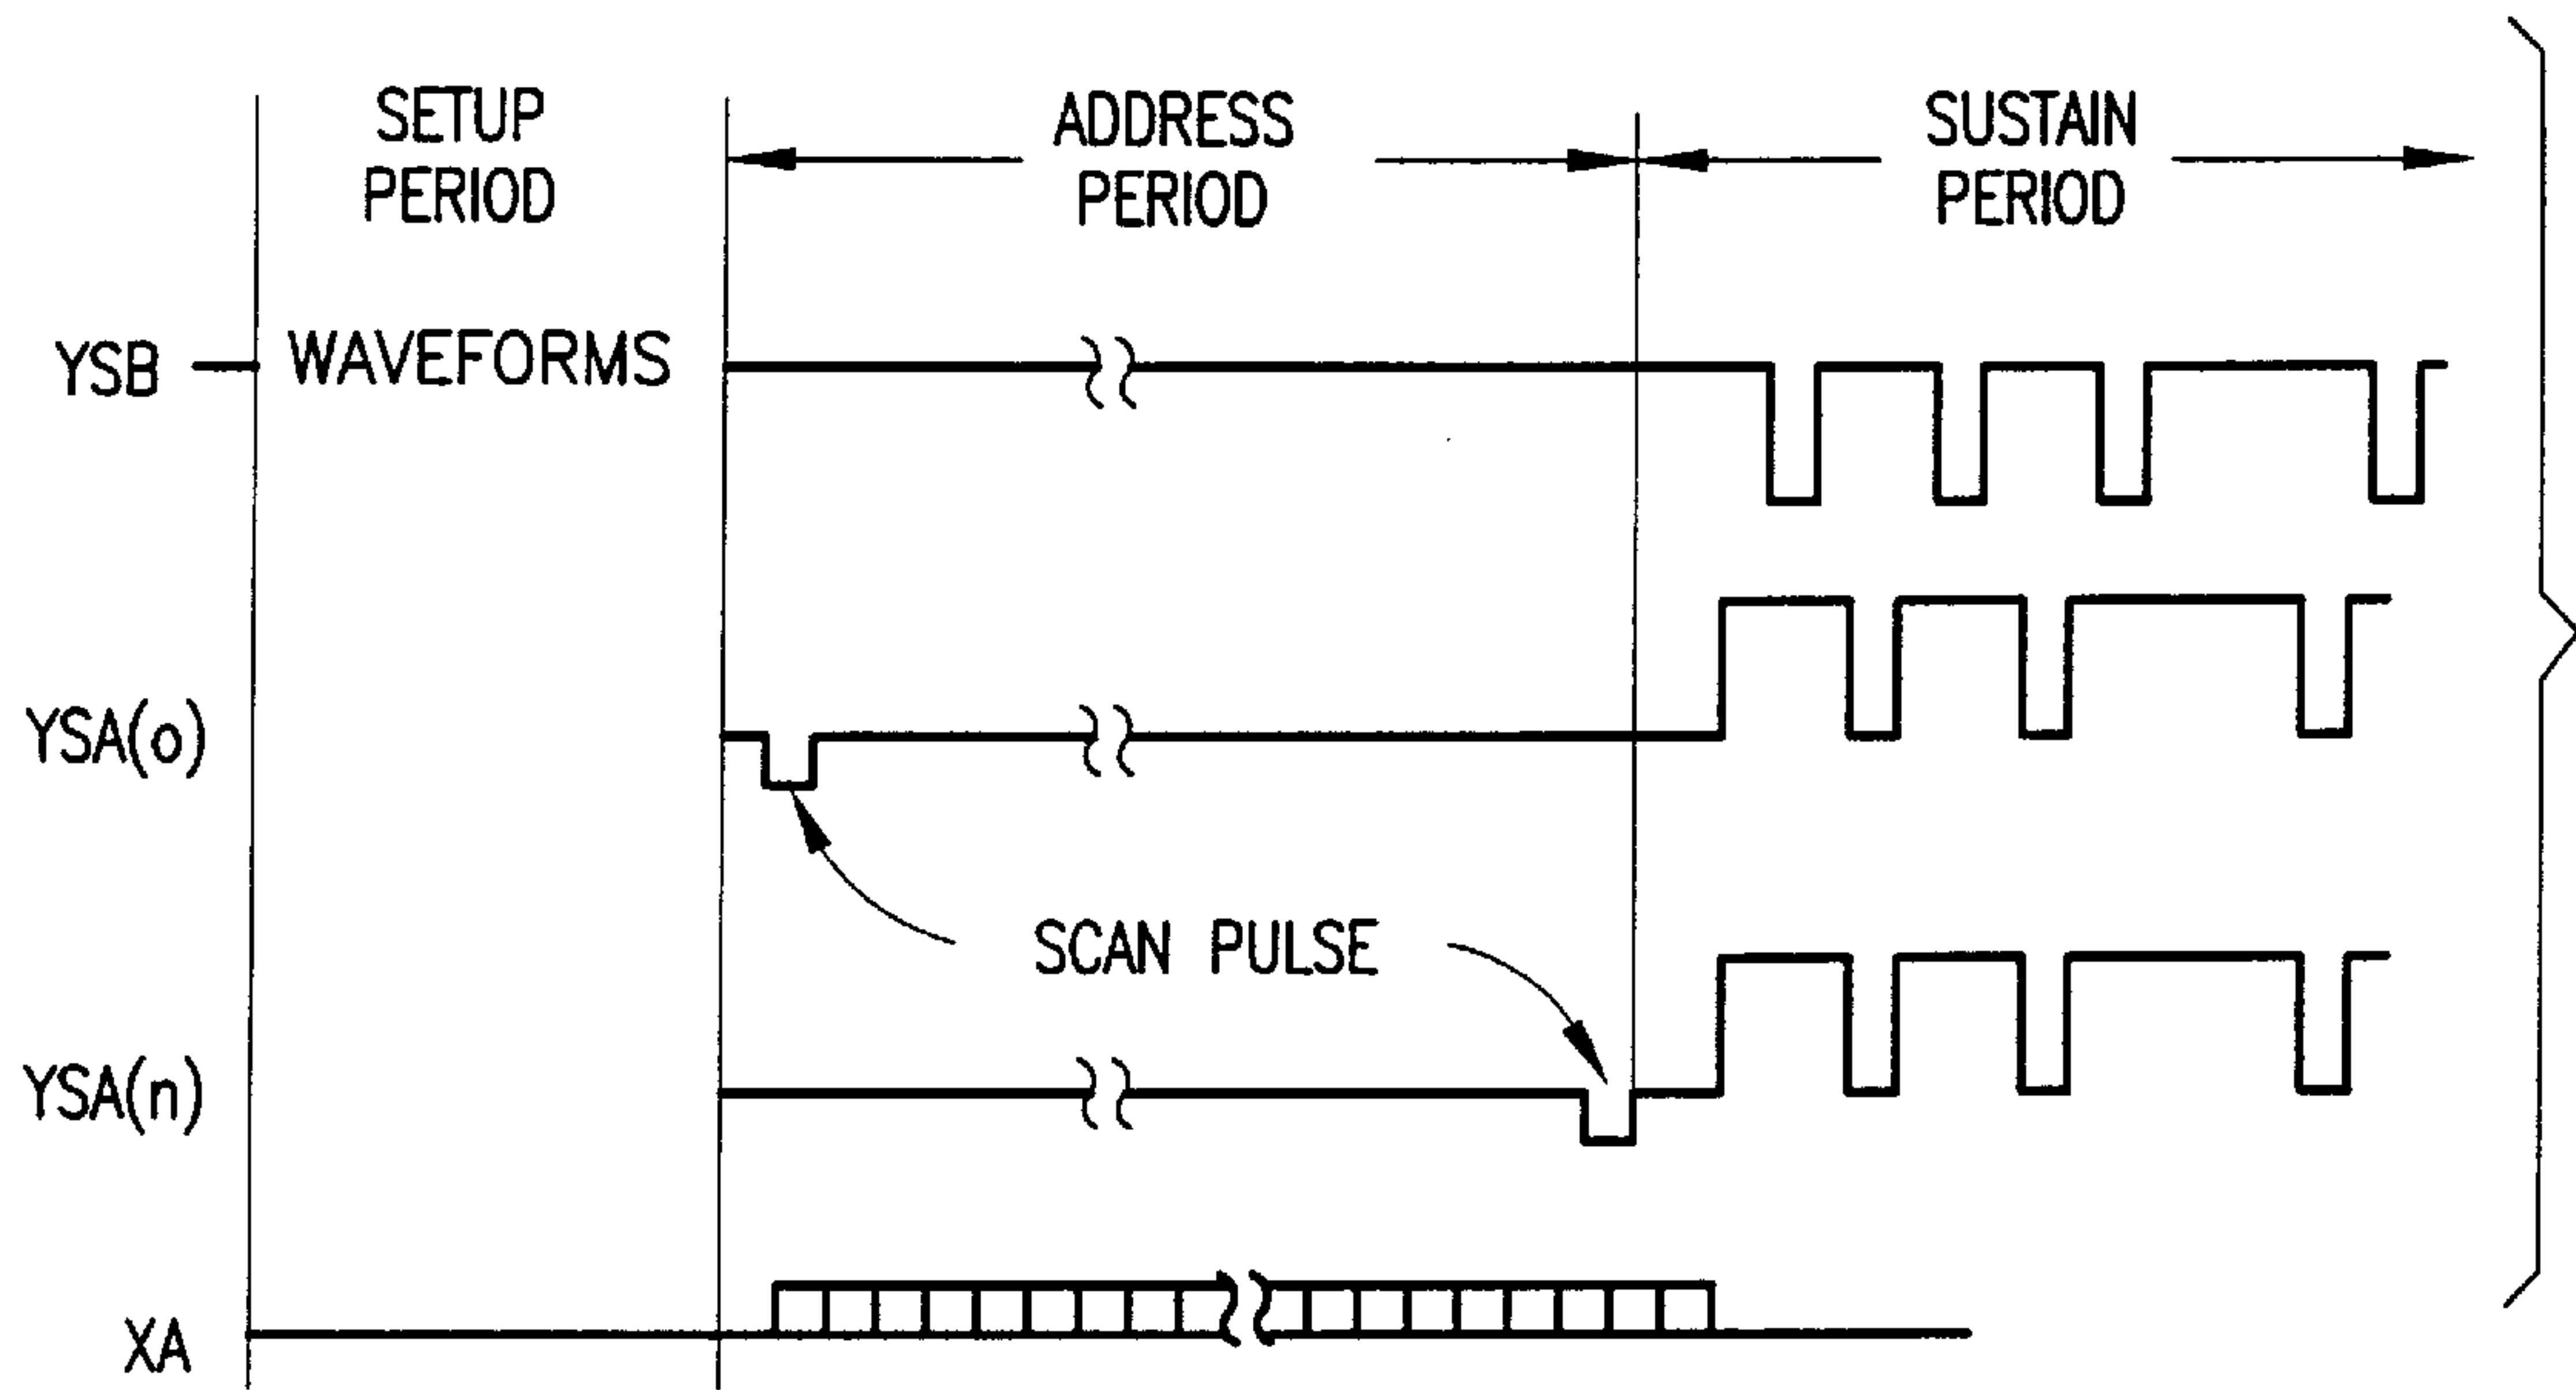 SETUP
PERIOD
ADDRESS
PERIOD
SUSTAIN
PERIOD
YSB
WAVEFORMS
YSA(o)
SCAN PULSE
YSA(n)
XA